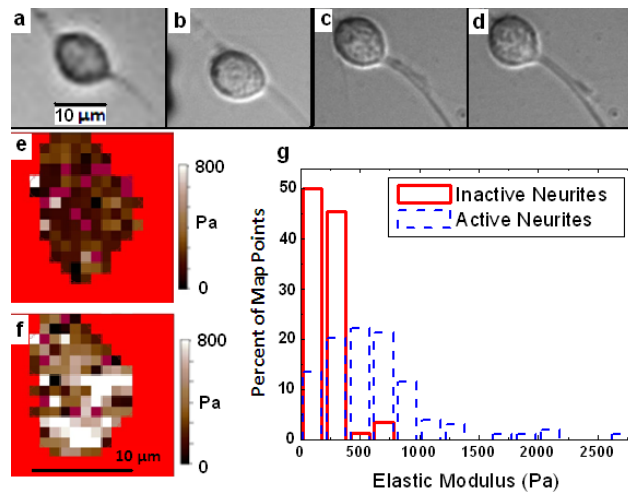 a
b
c
d
10 μm
e
800
Pa
0
f
800
Pa
0
10 μm
g
Inactive Neurites
Active Neurites
Percent of Map Points
50
40
30
20
10
0
0 500 1000 1500 2000 2500
Elastic Modulus (Pa)